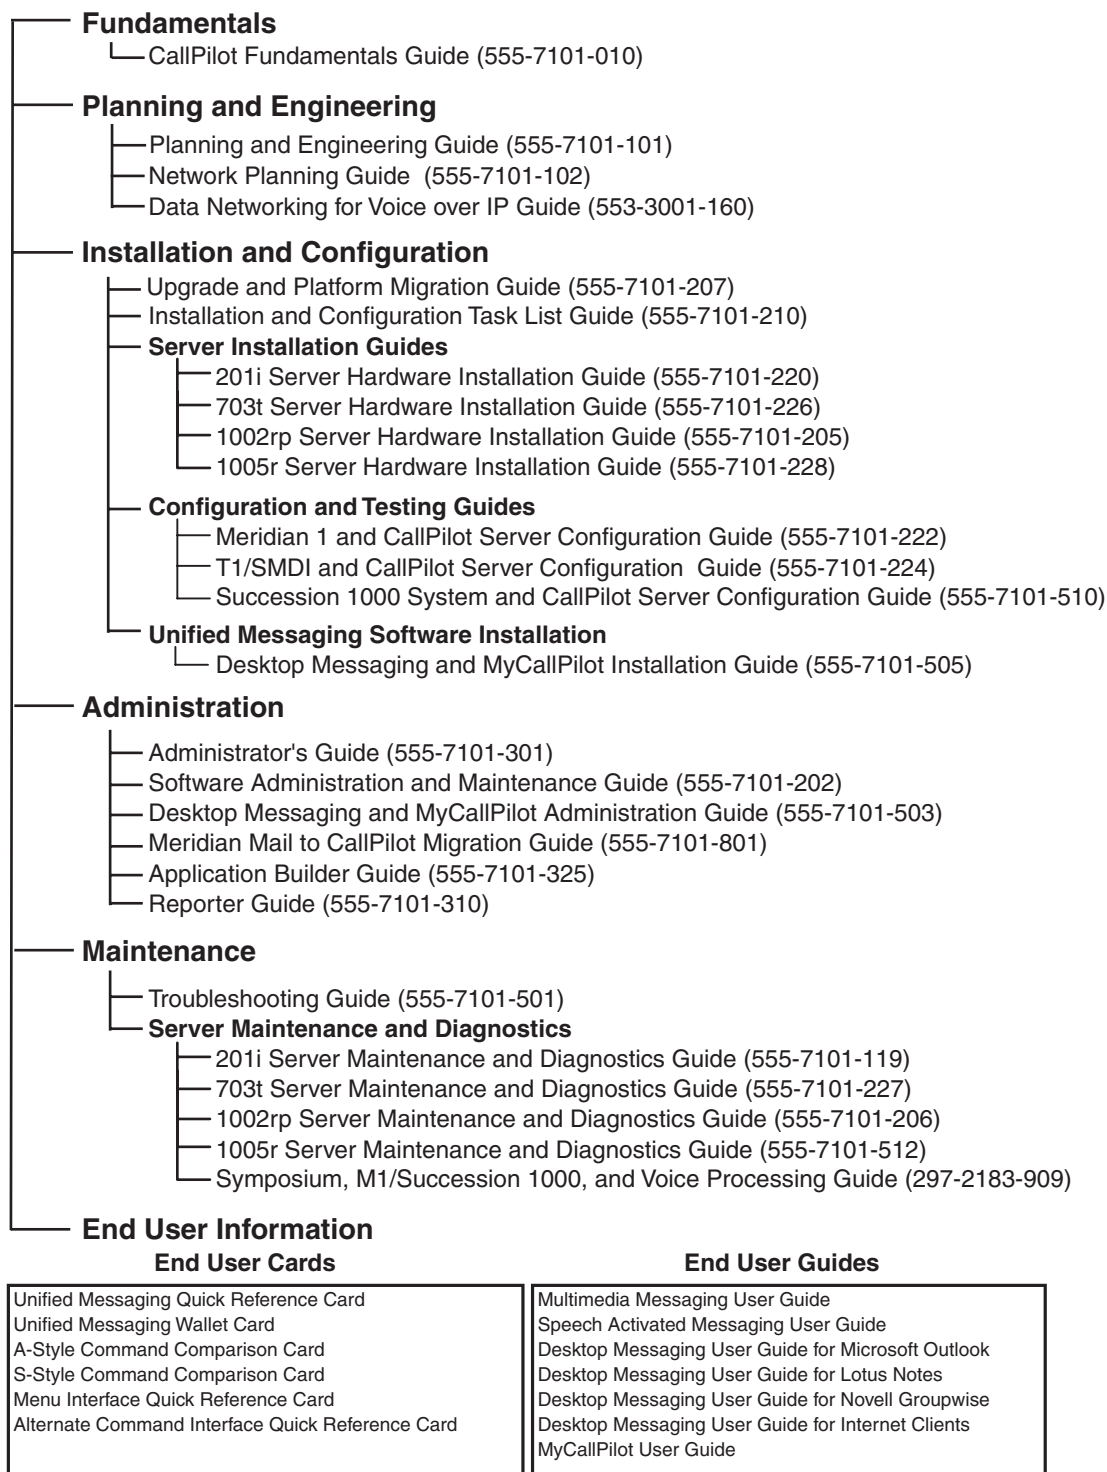 Fundamentals
CallPilot Fundamentals Guide (555-7101-010)
Planning and Engineering
Planning and Engineering Guide (555-7101-101)
Network Planning Guide (555-7101-102)
Data Networking for Voice over IP Guide (553-3001-160)
Installation and Configuration
Upgrade and Platform Migration Guide (555-7101-207)
Installation and Configuration Task List Guide (555-7101-210)
Server Installation Guides
201i Server Hardware Installation Guide (555-7101-220)
703t Server Hardware Installation Guide (555-7101-226)
1002rp Server Hardware Installation Guide (555-7101-205)
1005r Server Hardware Installation Guide (555-7101-228)
Configuration and Testing Guides
Meridian 1 and CallPilot Server Configuration Guide (555-7101-222)
T1/SMDI and CallPilot Server Configuration Guide (555-7101-224)
Succession 1000 System and CallPilot Server Configuration Guide (555-7101-510)
Unified Messaging Software Installation
Desktop Messaging and MyCallPilot Installation Guide (555-7101-505)
Administration
Administrator's Guide (555-7101-301)
Software Administration and Maintenance Guide (555-7101-202)
Desktop Messaging and MyCallPilot Administration Guide (555-7101-503)
Meridian Mail to CallPilot Migration Guide (555-7101-801)
Application Builder Guide (555-7101-325)
Reporter Guide (555-7101-310)
Maintenance
Troubleshooting Guide (555-7101-501)
Server Maintenance and Diagnostics
201i Server Maintenance and Diagnostics Guide (555-7101-119)
703t Server Maintenance and Diagnostics Guide (555-7101-227)
1002rp Server Maintenance and Diagnostics Guide (555-7101-206)
1005r Server Maintenance and Diagnostics Guide (555-7101-512)
Symposium, M1/Succession 1000, and Voice Processing Guide (297-2183-909)
End User Information
End User Cards
Unified Messaging Quick Reference Card
Unified Messaging Wallet Card
A-Style Command Comparison Card
S-Style Command Comparison Card
Menu Interface Quick Reference Card
Alternate Command Interface Quick Reference Card
End User Guides
Multimedia Messaging User Guide
Speech Activated Messaging User Guide
Desktop Messaging User Guide for Microsoft Outlook
Desktop Messaging User Guide for Lotus Notes
Desktop Messaging User Guide for Novell Groupwise
Desktop Messaging User Guide for Internet Clients
MyCallPilot User Guide